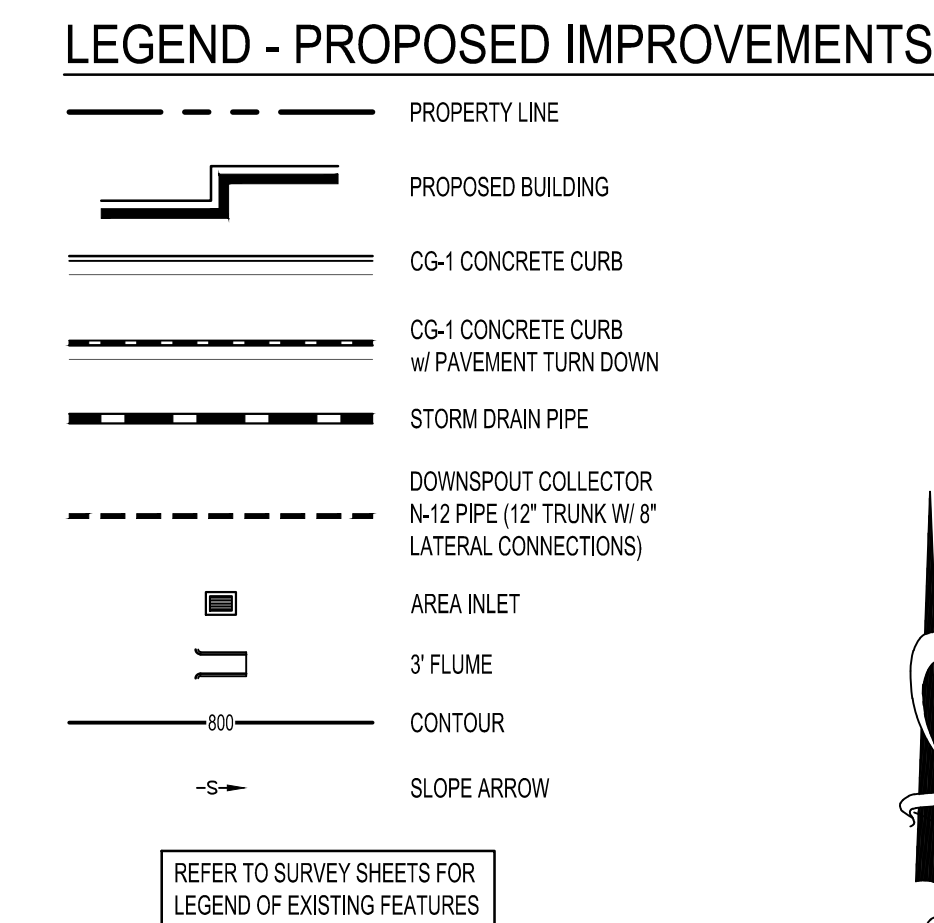 LEGEND - PROPOSED IMPROVEMENTS
PROPERTY LINE
PROPOSED BUILDING
CG-1 CONCRETE CURB
CG-1 CONCRETE CURB
w/ PAVEMENT TURN DOWN
STORM DRAIN PIPE
DOWNSPOUT COLLECTOR
N-12 PIPE (12" TRUNK W/ 8"
LATERAL CONNECTIONS)
AREA INLET
3' FLUME
800 CONTOUR
S SLOPE ARROW
REFER TO SURVEY SHEETS FOR
LEGEND OF EXISTING FEATURES